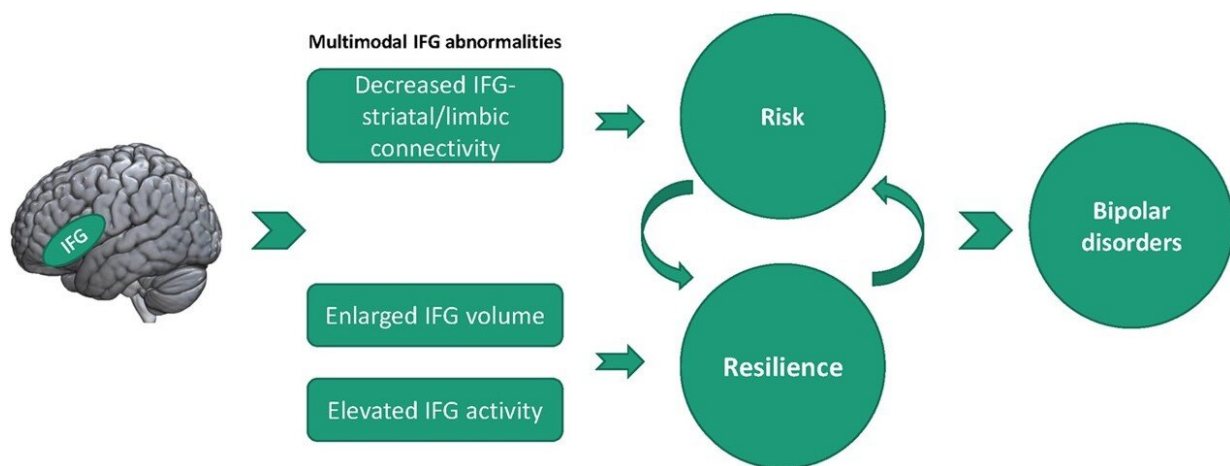 Multimodal IFG abnormalities
Decreased IFG-
striatal/limbic
connectivity
Risk
IFG
Bipolar
disorders
Enlarged IFG volume
Resilience
Elevated IFG activity